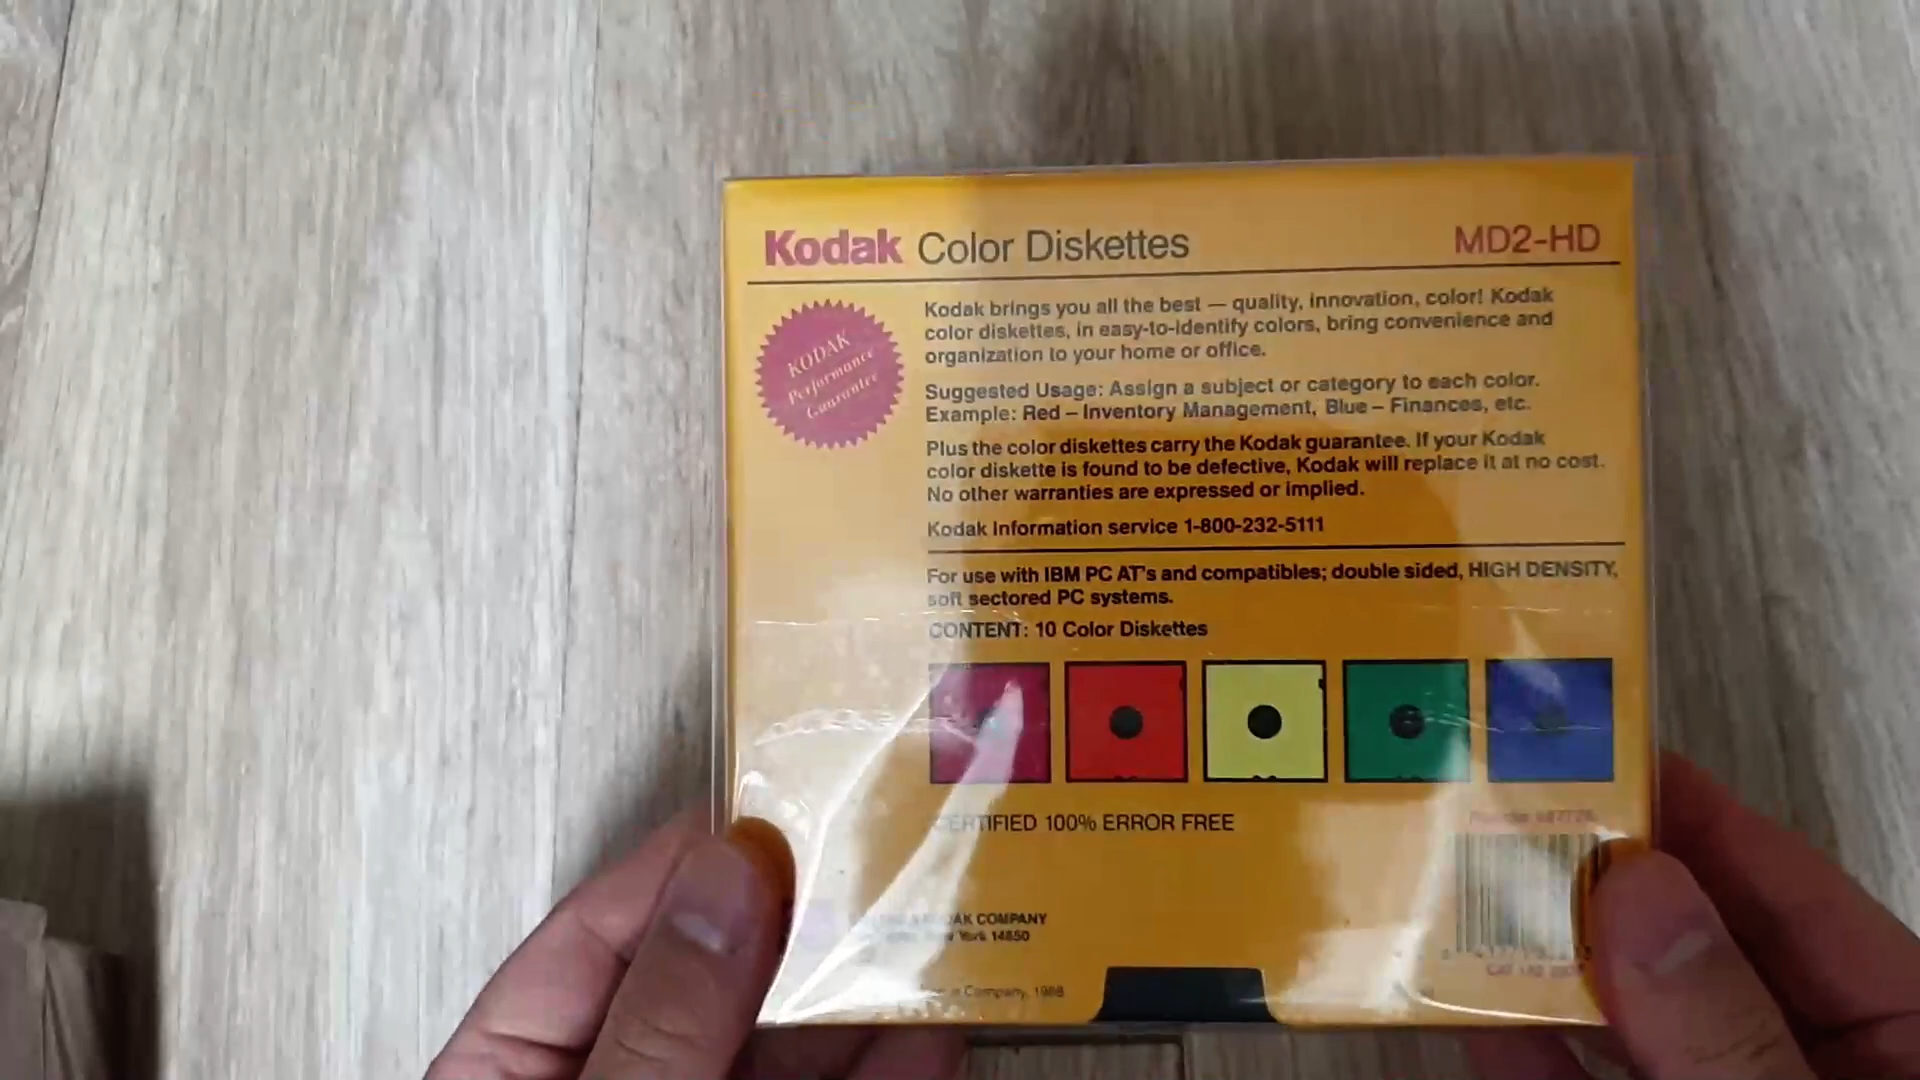 Kodak Color Diskettes MD2-HD
KODAK
Performance
Guarantee
Kodak brings you all the best — quality, innovation, color! Kodak
color diskettes, in easy-to-identify colors, bring convenience and
organization to your home or office.
Suggested Usage: Assign a subject or category to each color.
Example: Red – Inventory Management, Blue – Finances, etc.
Plus the color diskettes carry the Kodak guarantee. If your Kodak
color diskette is found to be defective, Kodak will replace it at no cost.
No other warranties are expressed or implied.
Kodak Information service 1-800-232-5111
For use with IBM PC AT's and compatibles; double sided, HIGH DENSITY,
soft sectored PC systems.
CONTENT: 10 Color Diskettes
CERTIFIED 100% ERROR FREE
KODAK COMPANY
York 14650
Company, 1988
CAT